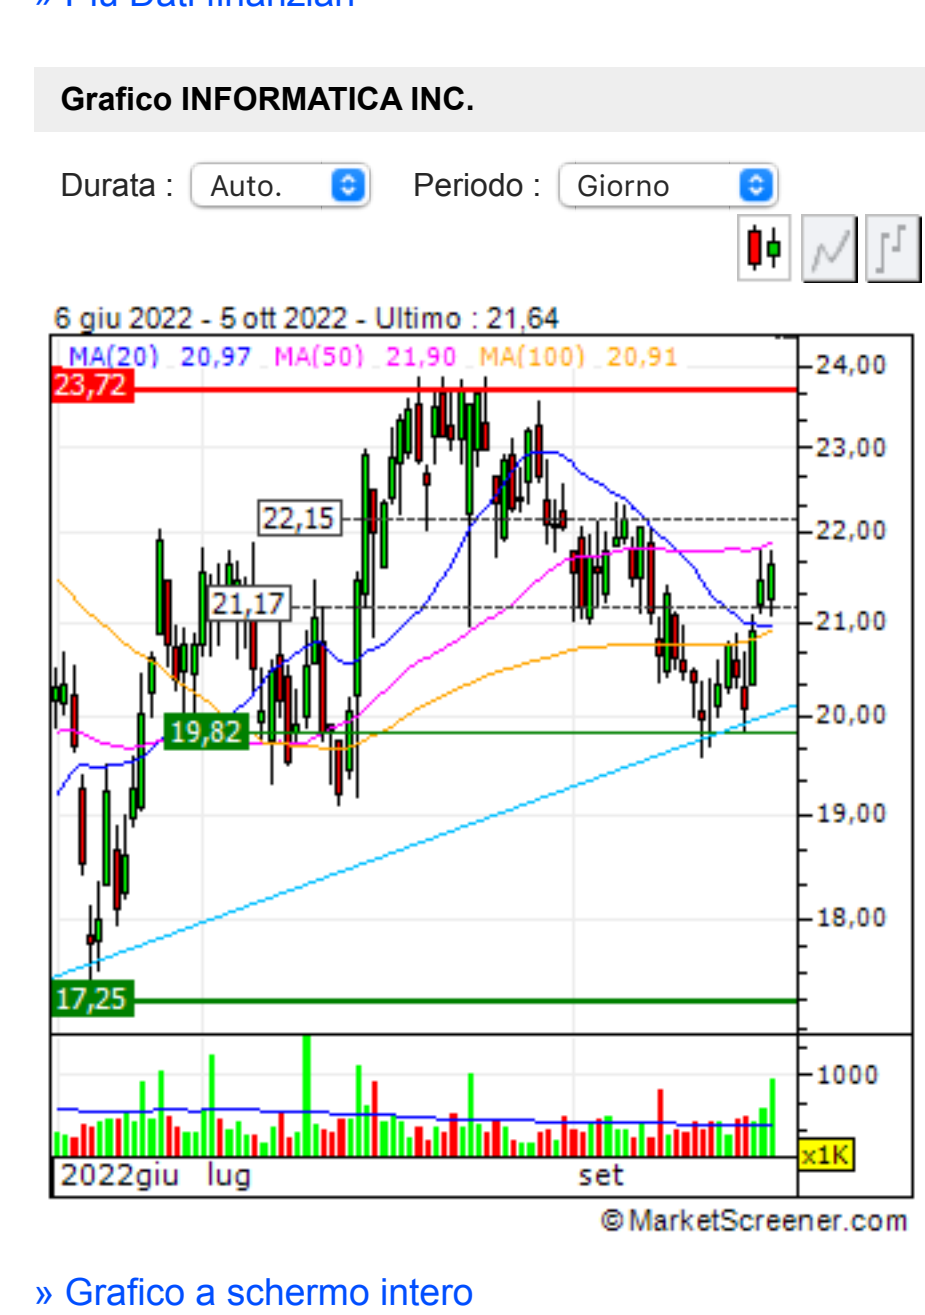 » Più Dati finanziari
Grafico INFORMATICA INC.
Durata : Auto. Periodo : Giorno
6 giu 2022 - 5 ott 2022 - Ultimo : 21,64
MA(20) 20,97 MA(50) 21,90 MA(100) 20,91
24,00
23,72
23,00
22,15
22,00
21,17
21,00
20,00
19,82
19,00
18,00
17,25
1000
x1K
2022giu lug set
© MarketScreener.com
» Grafico a schermo intero